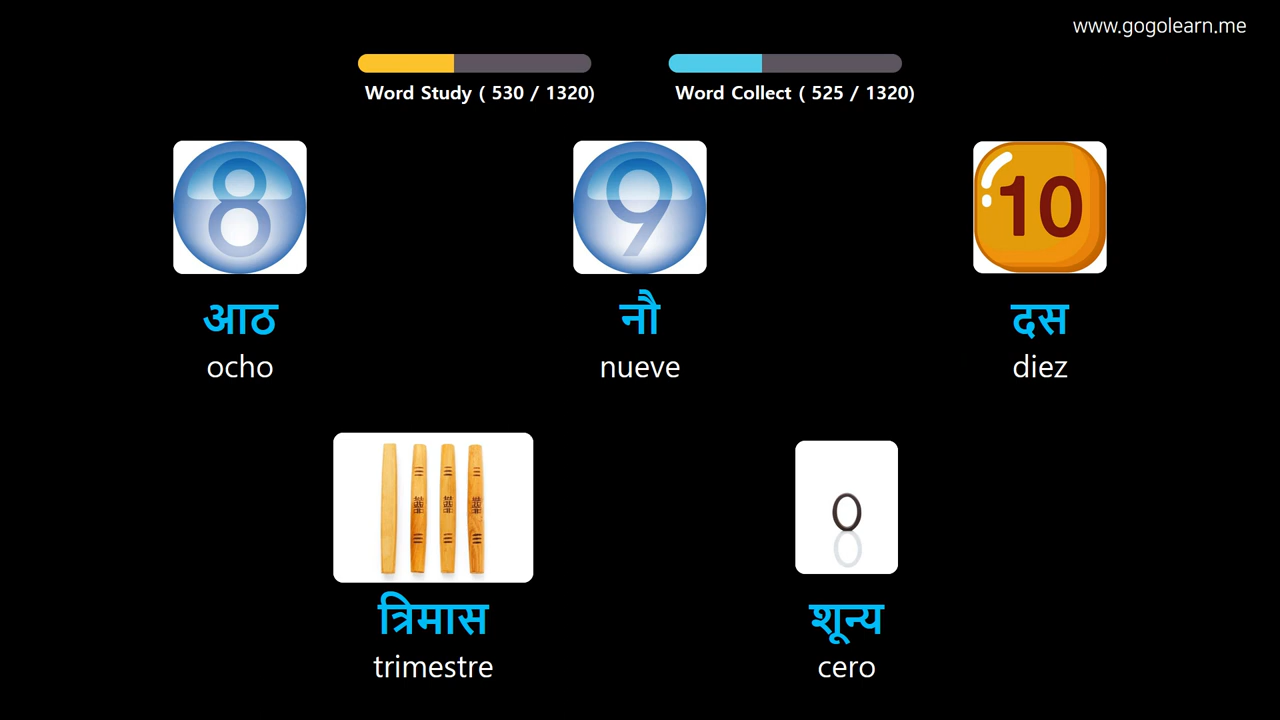 www.gogolearn.me
Word Study ( 530 / 1320)
Word Collect ( 525 / 1320)
8
9
10
आठ
नौ
दस
ocho
nueve
diez
0
त्रिमास
शून्य
trimestre
cero